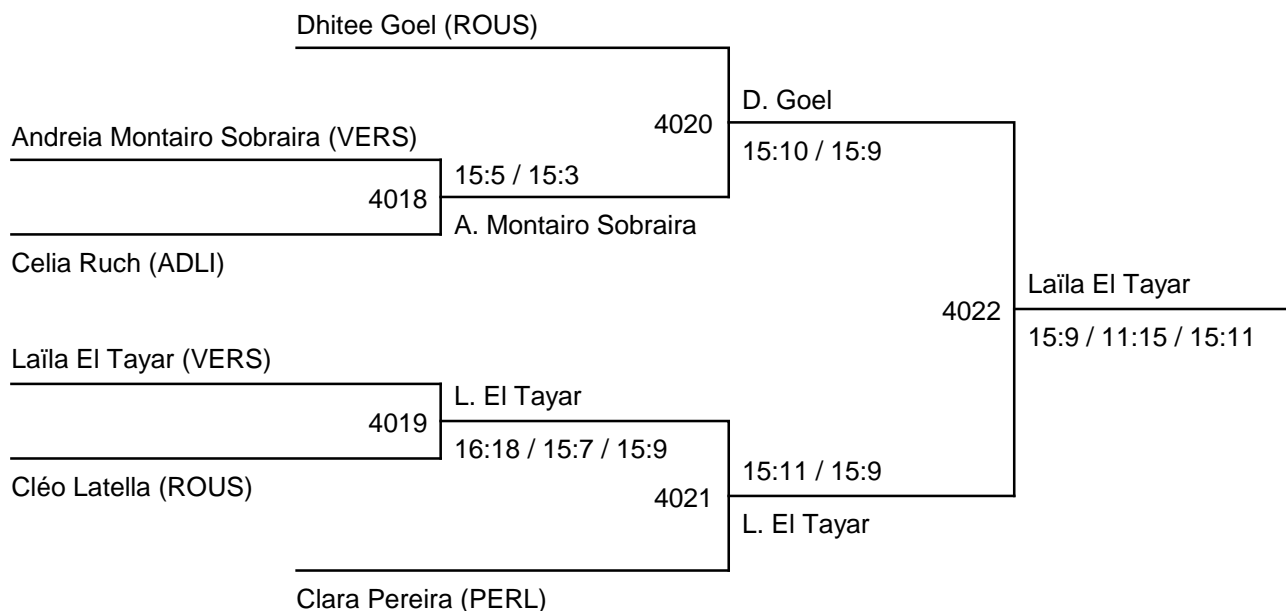 Dhitee Goel (ROUS)
D. Goel
4020
Andreia Montairo Sobraira (VERS)
15:10 / 15:9
15:5 / 15:3
4018
A. Montairo Sobraira
Celia Ruch (ADLI)
Laïla El Tayar
4022
15:9 / 11:15 / 15:11
Laïla El Tayar (VERS)
L. El Tayar
4019
16:18 / 15:7 / 15:9
15:11 / 15:9
Cléo Latella (ROUS)
4021
L. El Tayar
Clara Pereira (PERL)